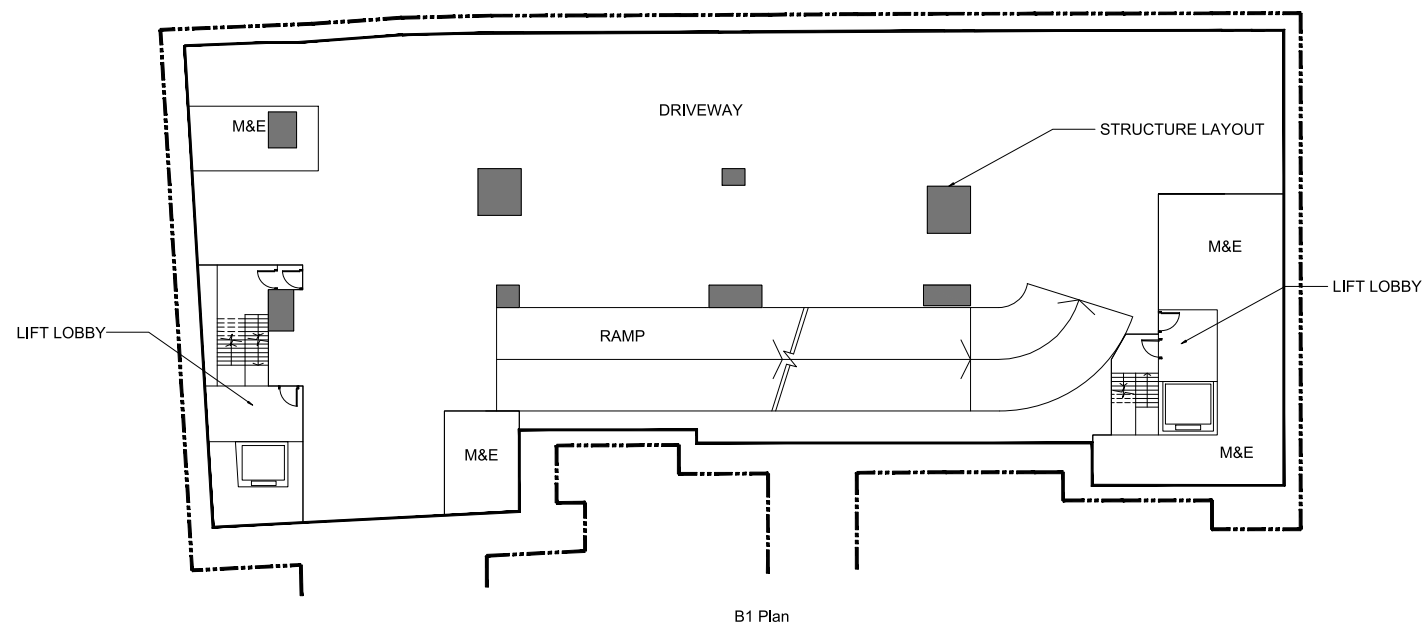 DRIVEWAY
M&E
STRUCTURE LAYOUT
M&E
LIFT LOBBY
LIFT LOBBY
RAMP
M&E
M&E
B1 Plan